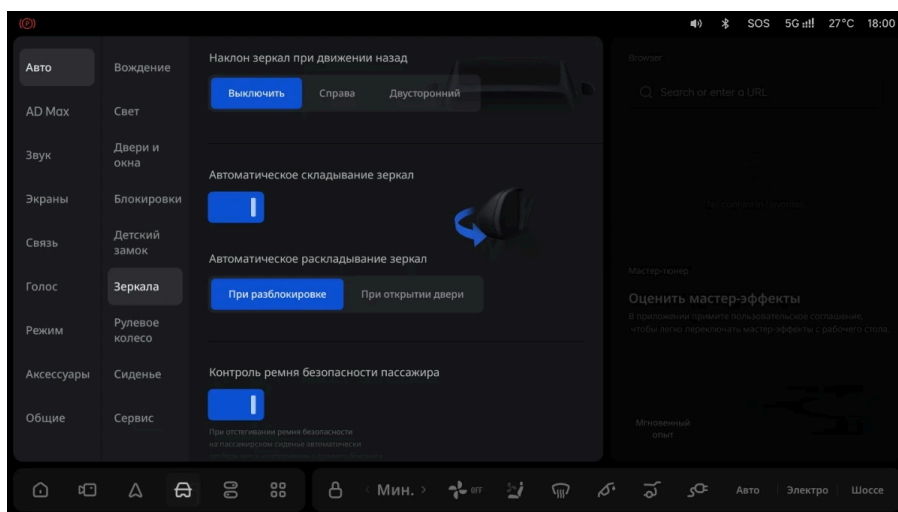 SOS 5G 27°C 18:00
Авто
AD Max
Звук
Экраны
Связь
Голос
Режим
Аксессуары
Общие
Вождение
Свет
Двери и
окна
Блокировки
Детский
замок
Зеркала
Рулевое
колесо
Сиденье
Сервис
Наклон зеркал при движении назад
Выключить Справа Двусторонний
Автоматическое складывание зеркал
Автоматическое раскладывание зеркал
При разблокировке При открытии двери
Контроль ремня безопасности пассажира
При отстегивании ремня безопасности
на пассажирском сиденье автоматически
Browser
Search or enter a URL
Мастер-тюнер
Оценить мастер-эффекты
В приложении примите пользовательское соглашение,
чтобы легко переключать мастер-эффекты с рабочего стола.
Мгновенный
опыт
< Мин. > OFF Авто Электро Шоссе